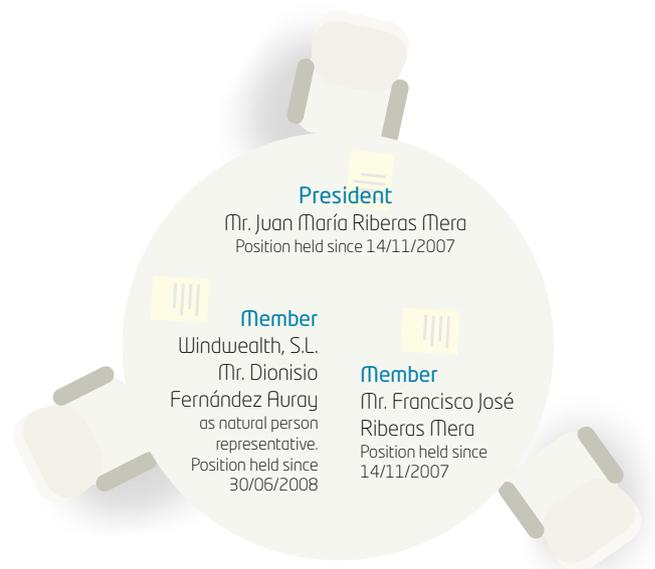 President
Mr. Juan María Riberas Mera
Position held since 14/11/2007
Member
Windwealth, S.L.
Mr. Dionisio
Fernández Auray
as natural person
representative.
Position held since
30/06/2008
Member
Mr. Francisco José
Riberas Mera
Position held since
14/11/2007